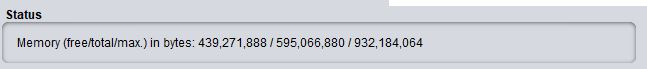 Status
Memory (free/total/max.) in bytes: 439,271,888 / 595,066,880 / 932,184,064